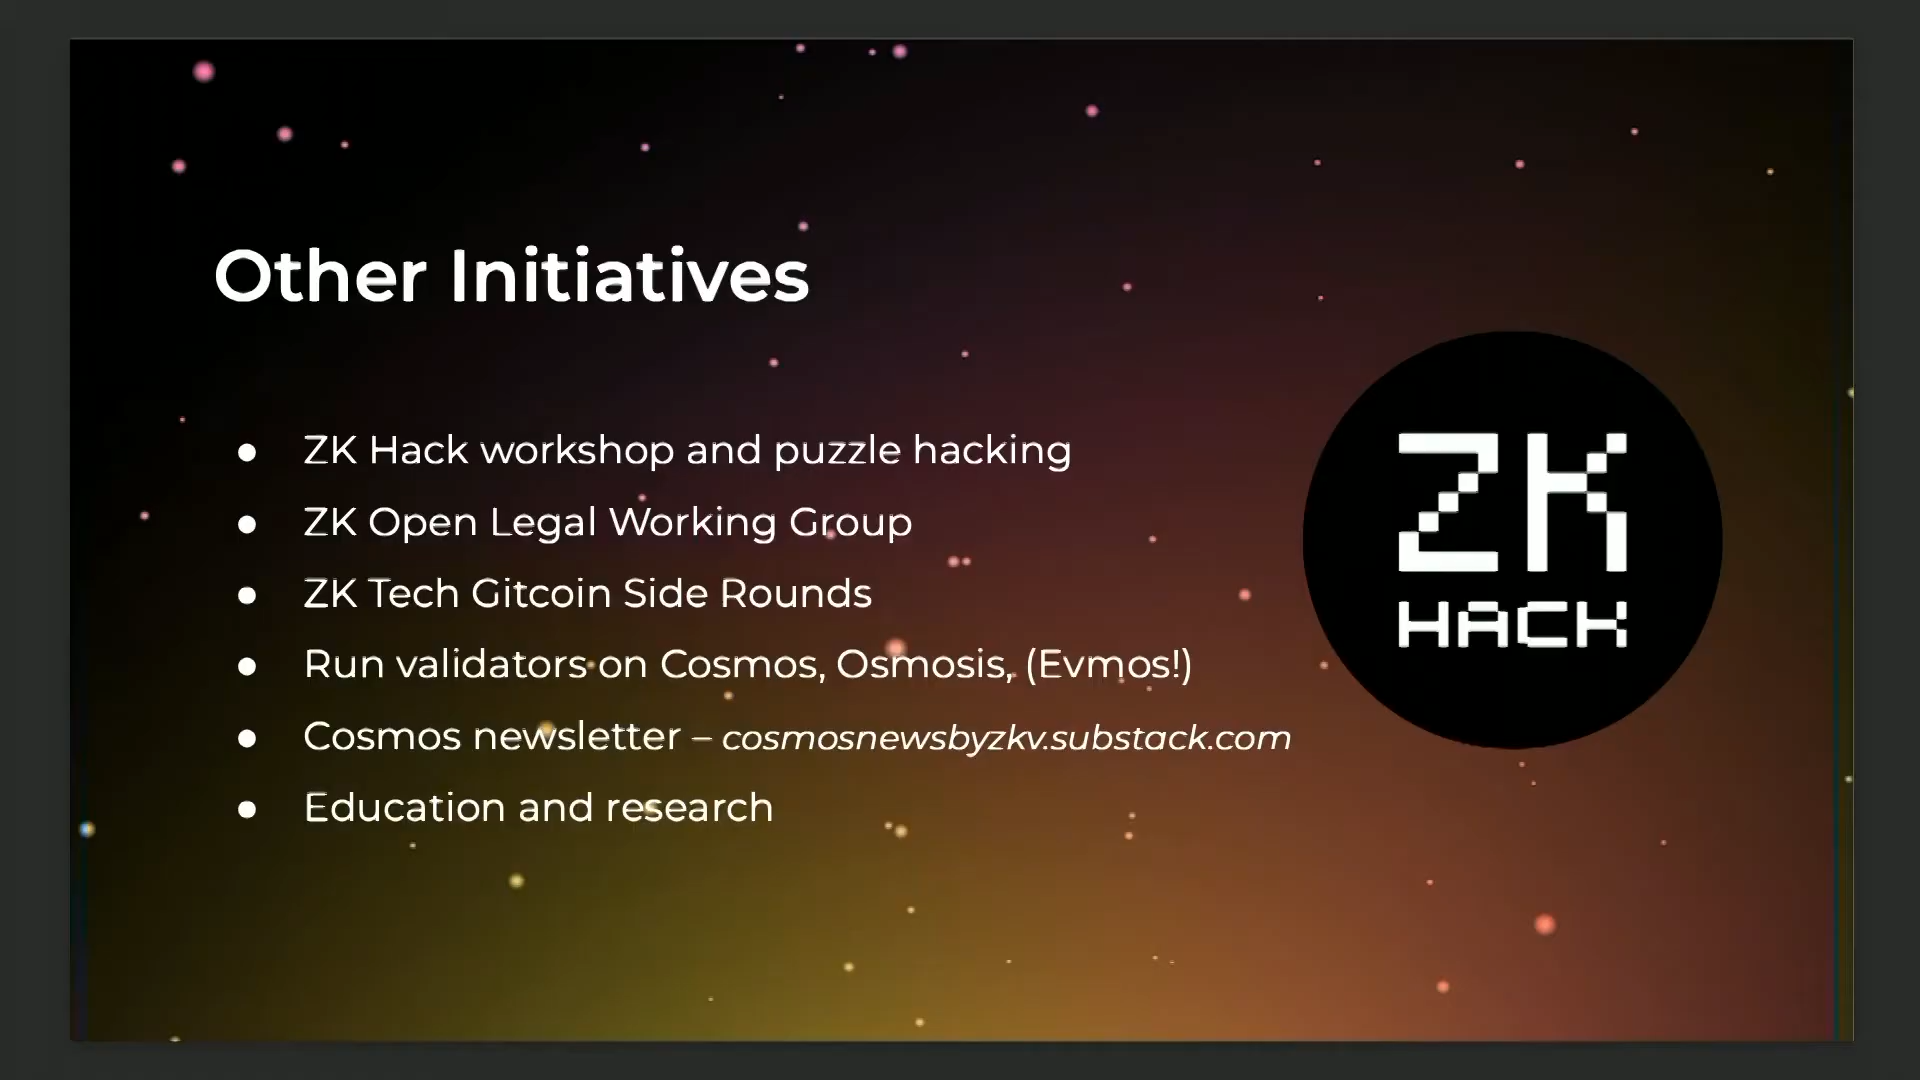 Other Initiatives
● ZK Hack workshop and puzzle hacking
● ZK Open Legal Working Group
● ZK Tech Gitcoin Side Rounds
● Run validators on Cosmos, Osmosis, (Evmos!)
● Cosmos newsletter – cosmosnewsbyzkv.substack.com
● Education and research
ZK
HACK